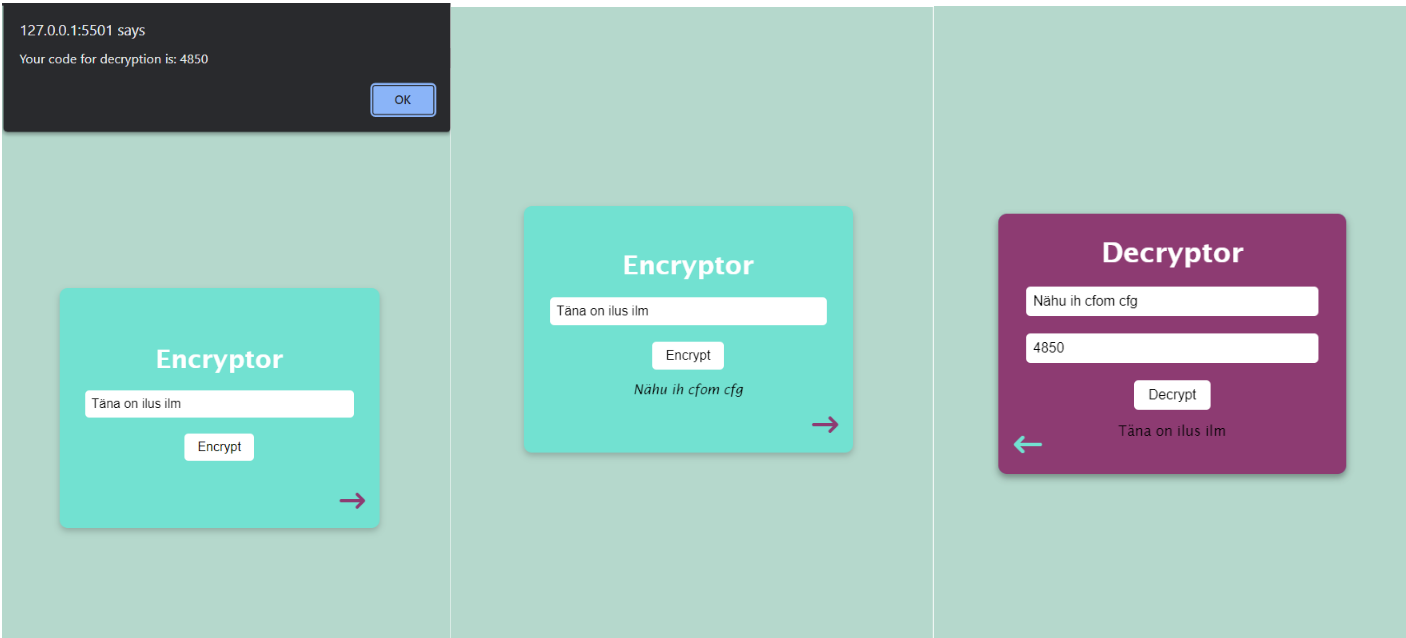 127.0.0.1:5501 says
Your code for decryption is: 4850
OK
Encryptor
Täna on ilus ilm
Encrypt
Encryptor
Täna on ilus ilm
Encrypt
Nähu ih cfom cfg
Decryptor
Nähu ih cfom cfg
4850
Decrypt
Täna on ilus ilm